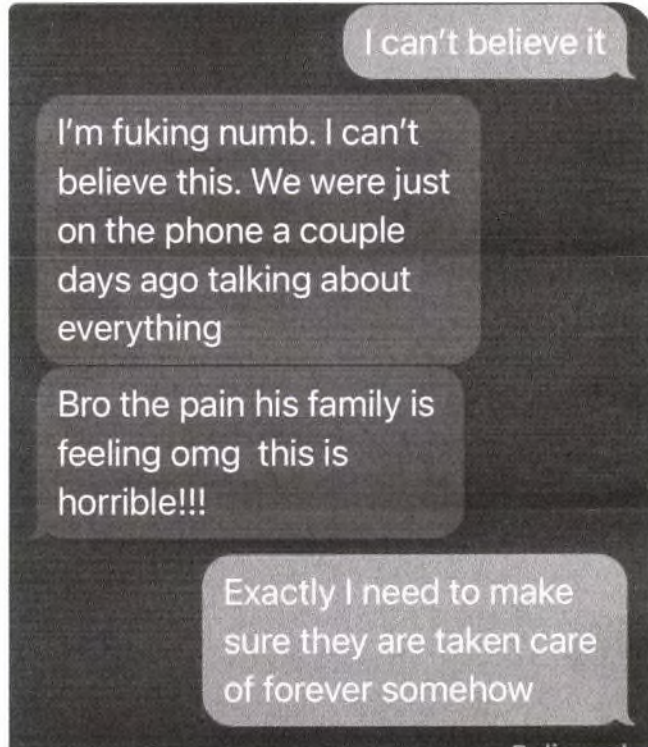 I can't believe it
I'm fuking numb. I can't
believe this. We were just
on the phone a couple
days ago talking about
everything
Bro the pain his family is
feeling omg  this is
horrible!!!
Exactly I need to make
sure they are taken care
of forever somehow